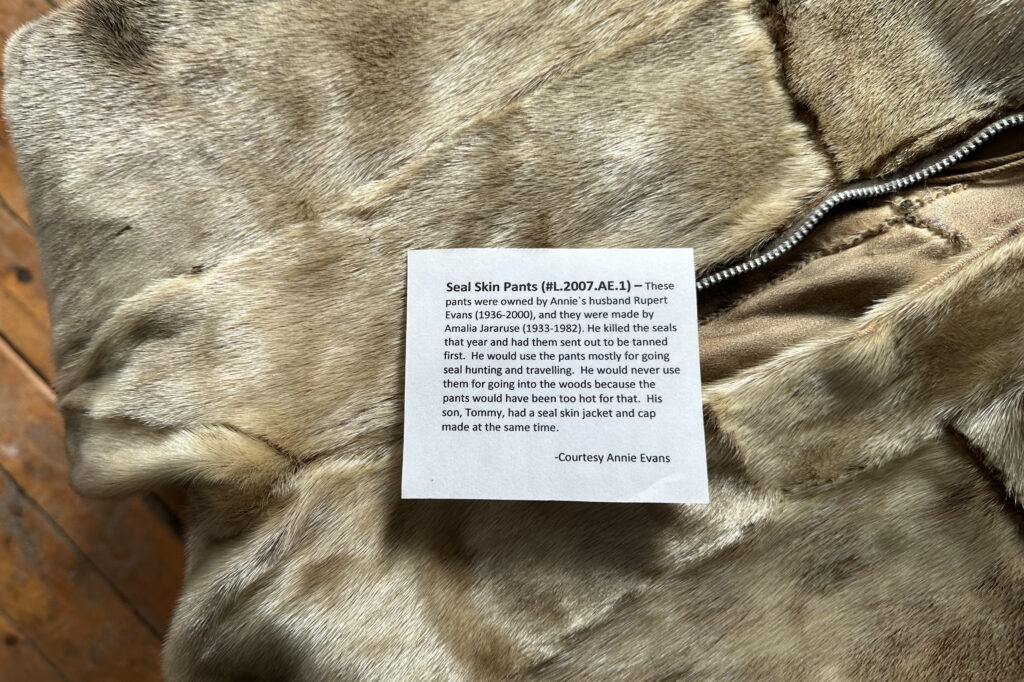 Seal Skin Pants (#L.2007.AE.1) – These
pants were owned by Annie`s husband Rupert
Evans (1936-2000), and they were made by
Amalia Jararuse (1933-1982). He killed the seals
that year and had them sent out to be tanned
first.  He would use the pants mostly for going
seal hunting and travelling.  He would never use
them for going into the woods because the
pants would have been too hot for that.  His
son, Tommy, had a seal skin jacket and cap
made at the same time.
-Courtesy Annie Evans